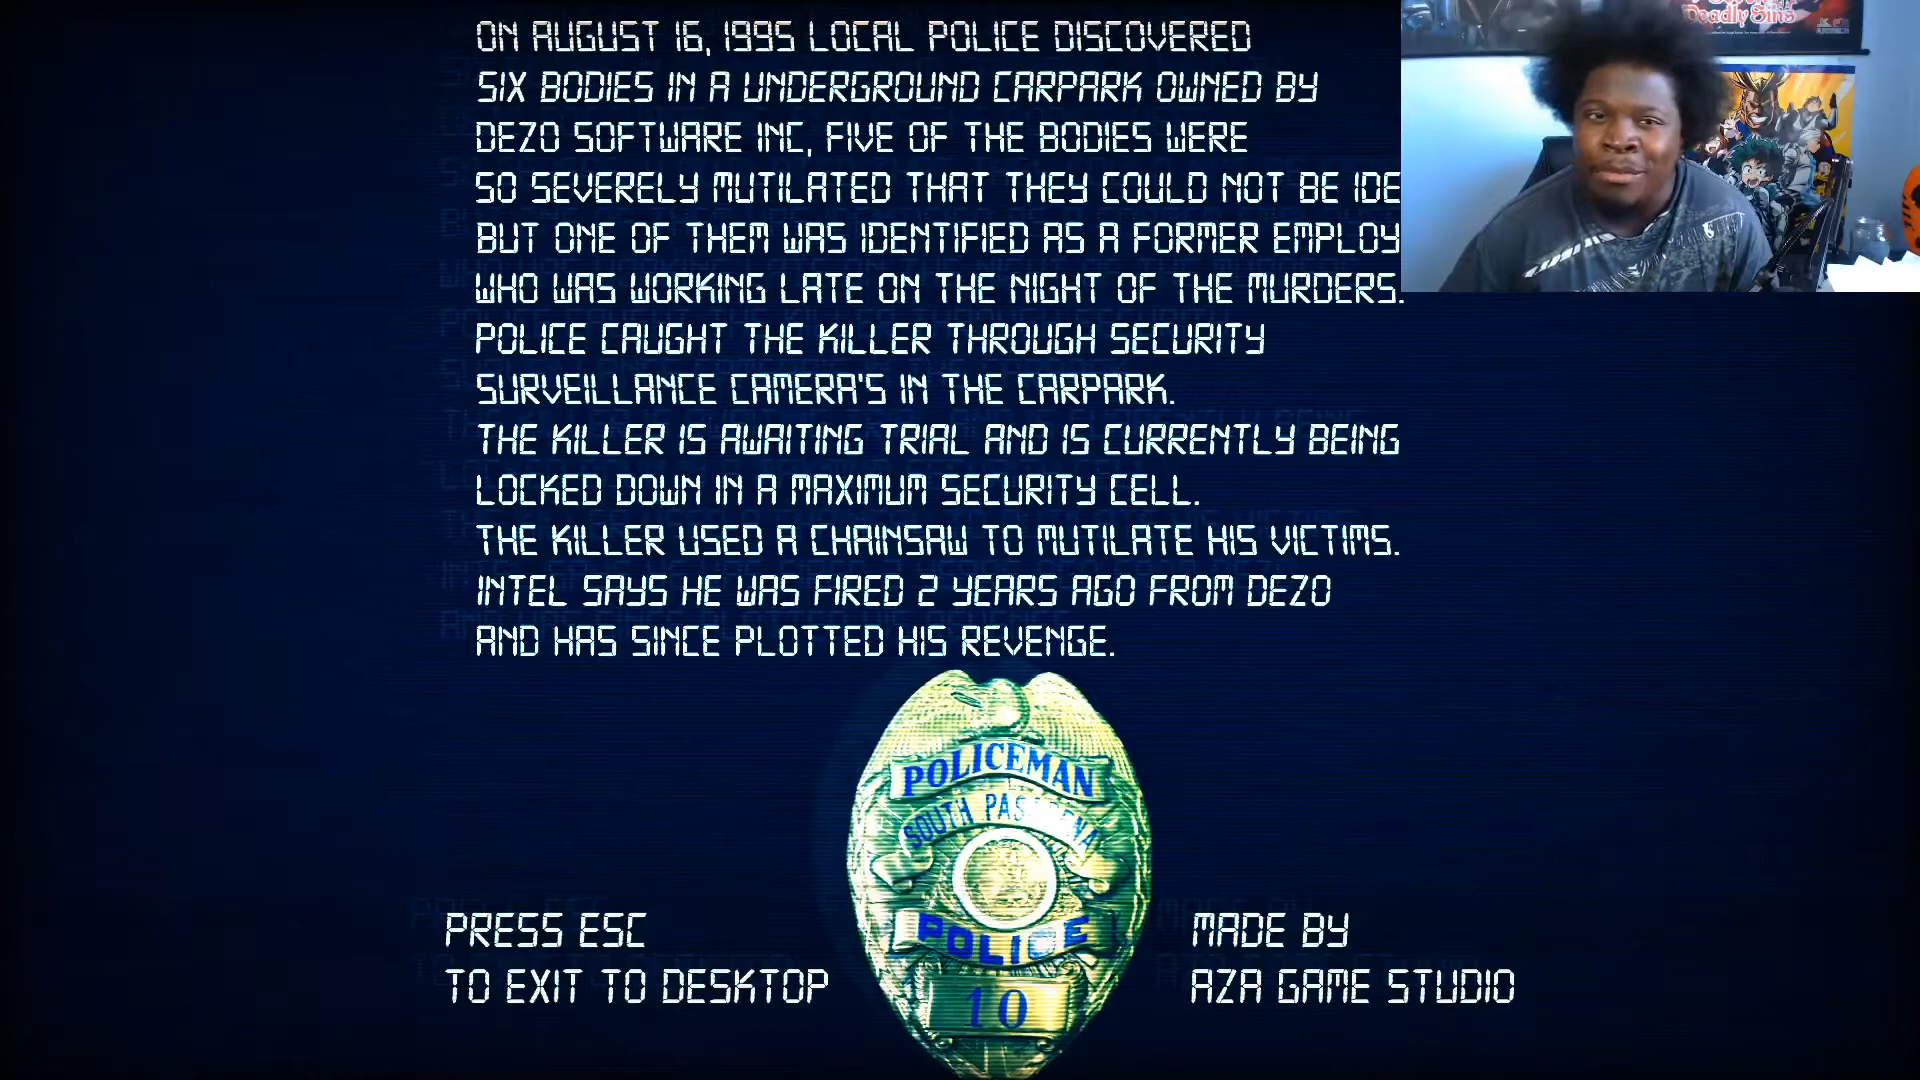 ON AUGUST 16, 1995 LOCAL POLICE DISCOVERED
SIX BODIES IN A UNDERGROUND CARPARK OWNED BY
DEZO SOFTWARE INC, FIVE OF THE BODIES WERE
SO SEVERELY MUTILATED THAT THEY COULD NOT BE IDE
BUT ONE OF THEM WAS IDENTIFIED AS A FORMER EMPLOY
WHO WAS WORKING LATE ON THE NIGHT OF THE MURDERS.
POLICE CAUGHT THE KILLER THROUGH SECURITY
SURVEILLANCE CAMERA'S IN THE CARPARK.
THE KILLER IS AWAITING TRIAL AND IS CURRENTLY BEING
LOCKED DOWN IN A MAXIMUM SECURITY CELL.
THE KILLER USED A CHAINSAW TO MUTILATE HIS VICTIMS.
INTEL SAYS HE WAS FIRED 2 YEARS AGO FROM DEZO
AND HAS SINCE PLOTTED HIS REVENGE.
POLICEMAN
SOUTH PASADENA
POLICE
10
PRESS ESC
TO EXIT TO DESKTOP
MADE BY
AZA GAME STUDIO
Deadly Sins